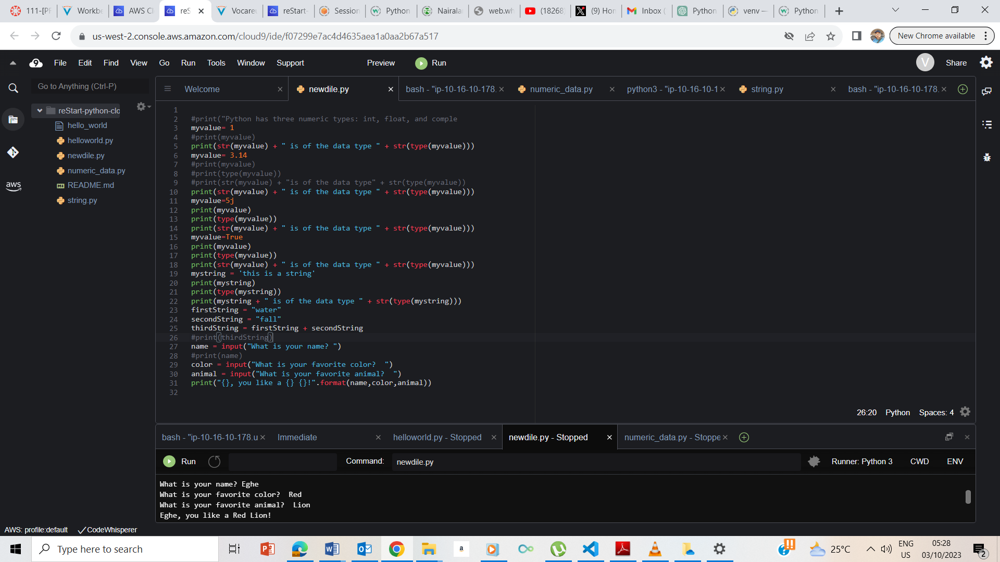 111-[PF
Workbe
AWS Cl
reS
Vocareu
reStart-
Session
Python
Nairala
web.wh
(18268
(9) Hon
Inbox (
Python
venv —
Python
us-west-2.console.aws.amazon.com/cloud9/ide/f07299e7ac4d4635aea1a0aa2b67a517
New Chrome available
File Edit Find View Go Run Tools Window Support Preview Run
V Share
Go to Anything (Ctrl-P)
Welcome
newdile.py
bash - "ip-10-16-10-178.
numeric_data.py
python3 - "ip-10-16-10-1
string.py
bash - "ip-10-16-10-178.
reStart-python-clo
hello_world
helloworld.py
newdile.py
numeric_data.py
README.md
string.py
aws
1
2 #print("Python has three numeric types: int, float, and comple
3 myvalue= 1
4 #print(myvalue)
5 print(str(myvalue) + " is of the data type " + str(type(myvalue)))
6 myvalue= 3.14
7 #print(myvalue)
8 #print(type(myvalue))
9 #print(str(myvalue) + "is of the data type" + str(type(myvalue))
10 print(str(myvalue) + " is of the data type " + str(type(myvalue)))
11 myvalue=5j
12 print(myvalue)
13 print(type(myvalue))
14 print(str(myvalue) + " is of the data type " + str(type(myvalue)))
15 myvalue=True
16 print(myvalue)
17 print(type(myvalue))
18 print(str(myvalue) + " is of the data type " + str(type(myvalue)))
19 mystring = 'this is a string'
20 print(mystring)
21 print(type(mystring))
22 print(mystring + " is of the data type " + str(type(mystring)))
23 firstString = "water"
24 secondString = "fall"
25 thirdString = firstString + secondString
26 #print(thirdString)
27 name = input("What is your name? ")
28 #print(name)
29 color = input("What is your favorite color?  ")
30 animal = input("What is your favorite animal?  ")
31 print("{}, you like a {} {}!".format(name,color,animal))
32
26:20 Python Spaces: 4
bash - "ip-10-16-10-178.u
Immediate
helloworld.py - Stopped
newdile.py - Stopped
numeric_data.py - Stoppe
Run Command: newdile.py Runner: Python 3 CWD ENV
What is your name? Eghe
What is your favorite color?  Red
What is your favorite animal?  Lion
Eghe, you like a Red Lion!
AWS: profile:default CodeWhisperer
Type here to search
a
25°C
ENG
US
05:28
03/10/2023
2